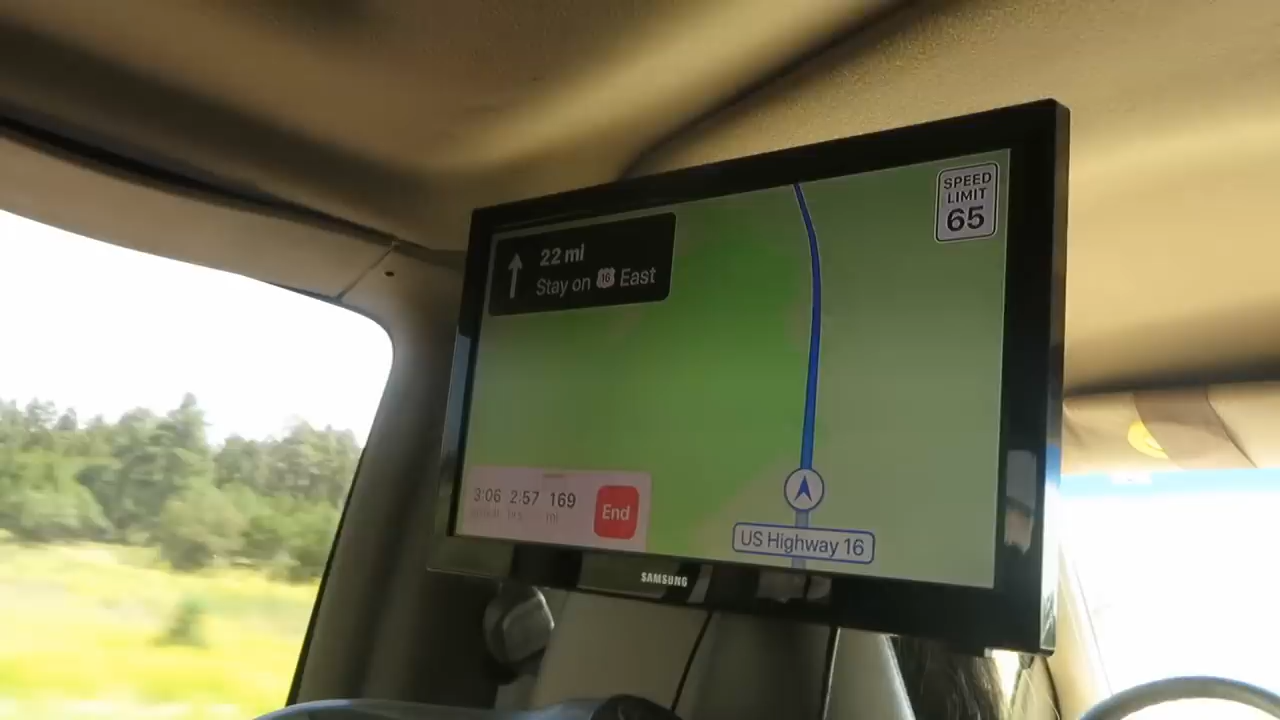 22 mi
Stay on 16 East
SPEED
LIMIT
65
3:06 2:57 169
mi
End
US Highway 16
SAMSUNG